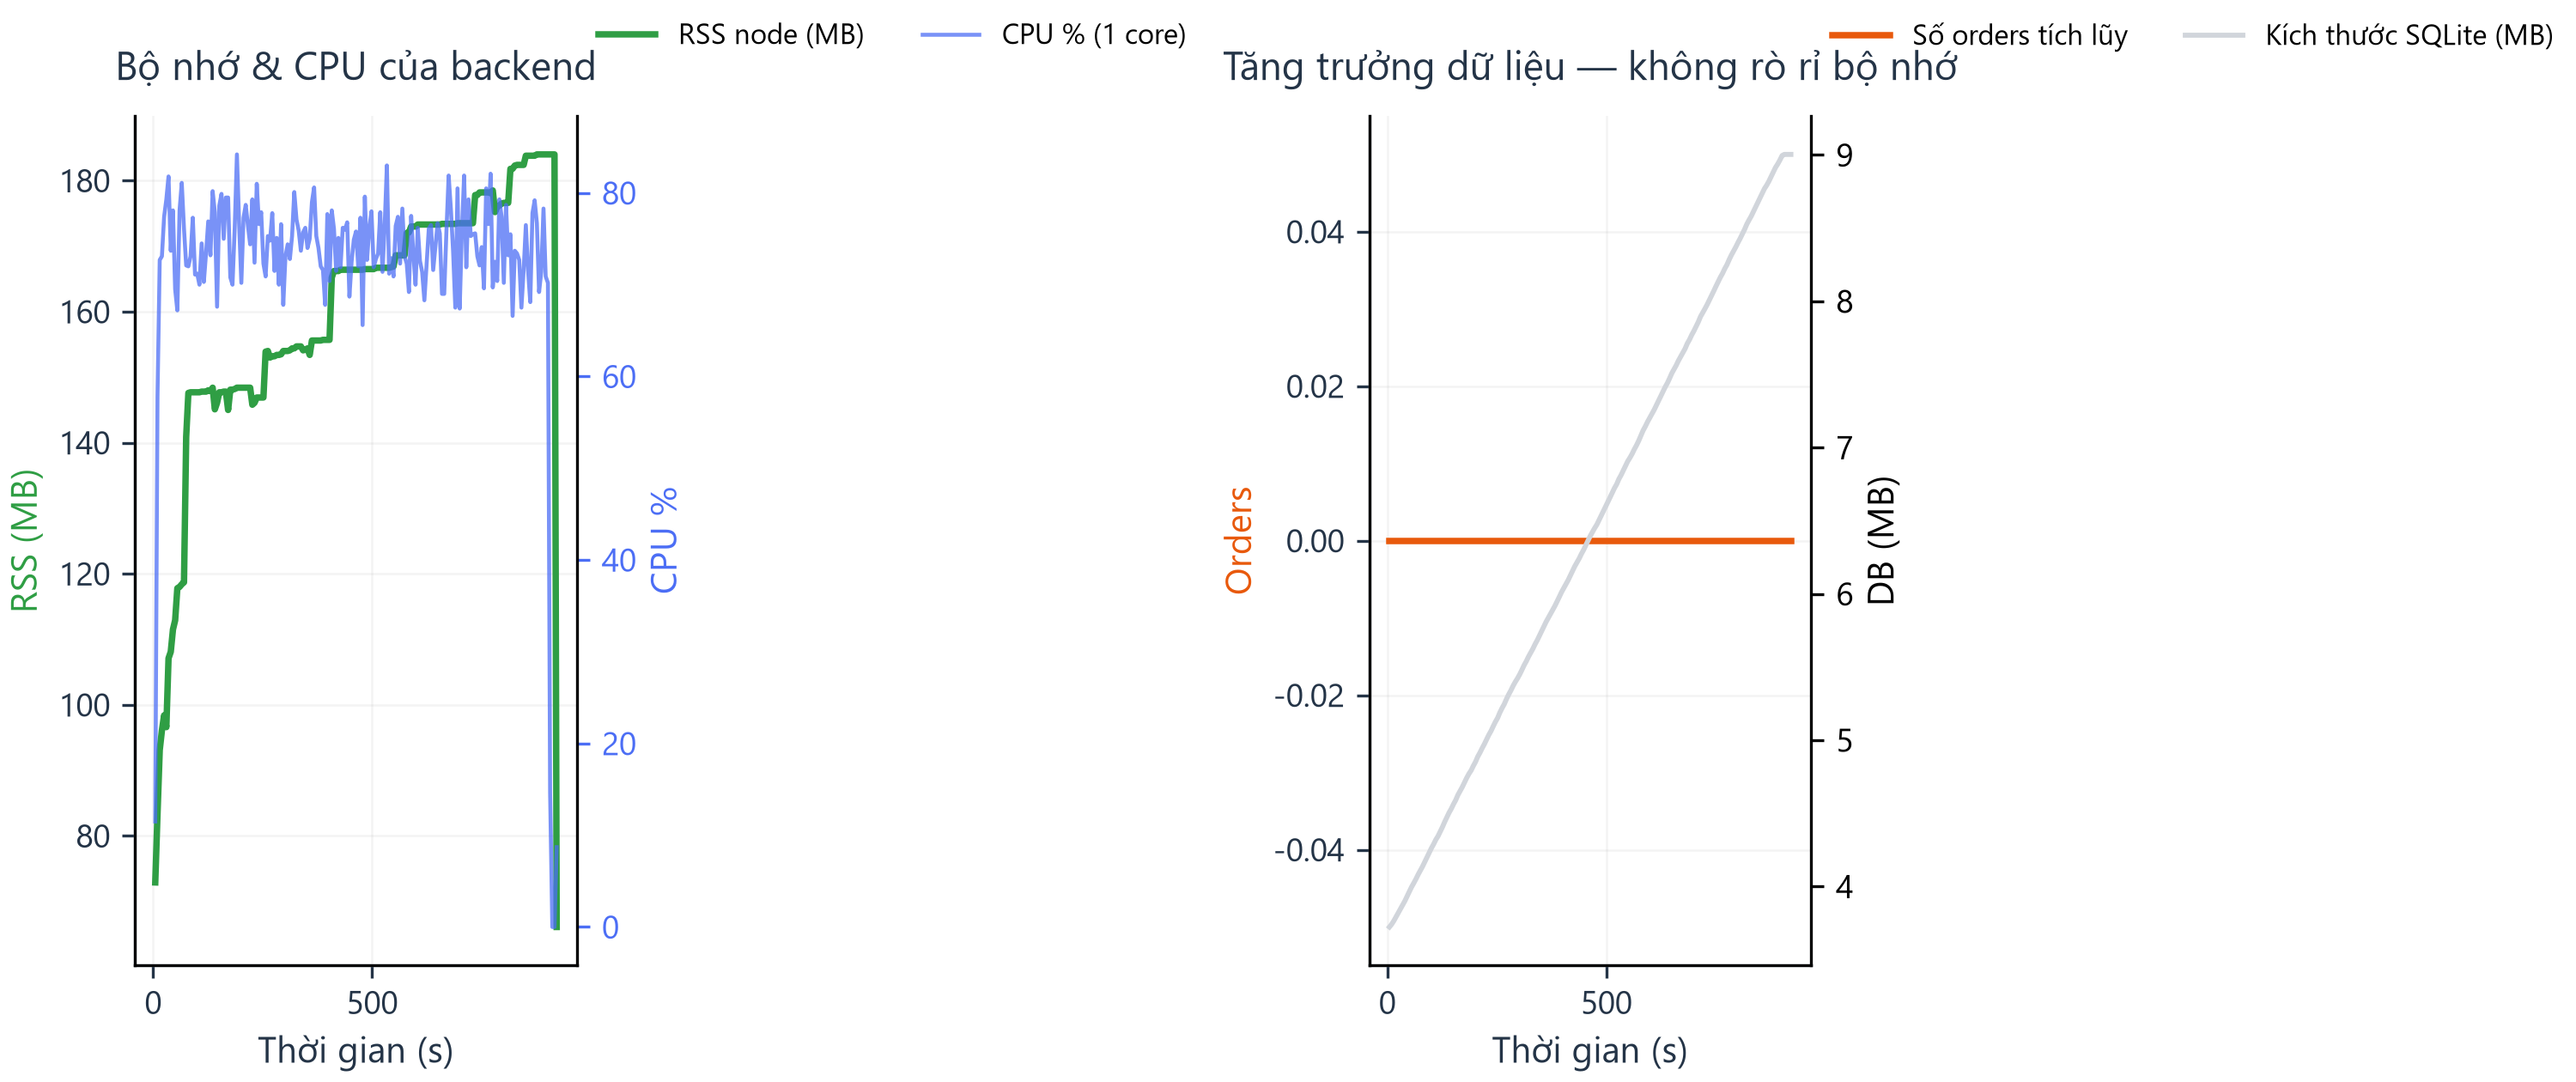 RSS node (MB) CPU % (1 core)
Bộ nhớ & CPU của backend
180
160
140
120
100
80
RSS (MB)
80
60
40
20
0
CPU %
0 500
Thời gian (s)
Số orders tích lũy Kích thước SQLite (MB)
Tăng trưởng dữ liệu — không rò rỉ bộ nhớ
0.04
0.02
0.00
-0.02
-0.04
Orders
9
8
7
6
5
4
DB (MB)
0 500
Thời gian (s)